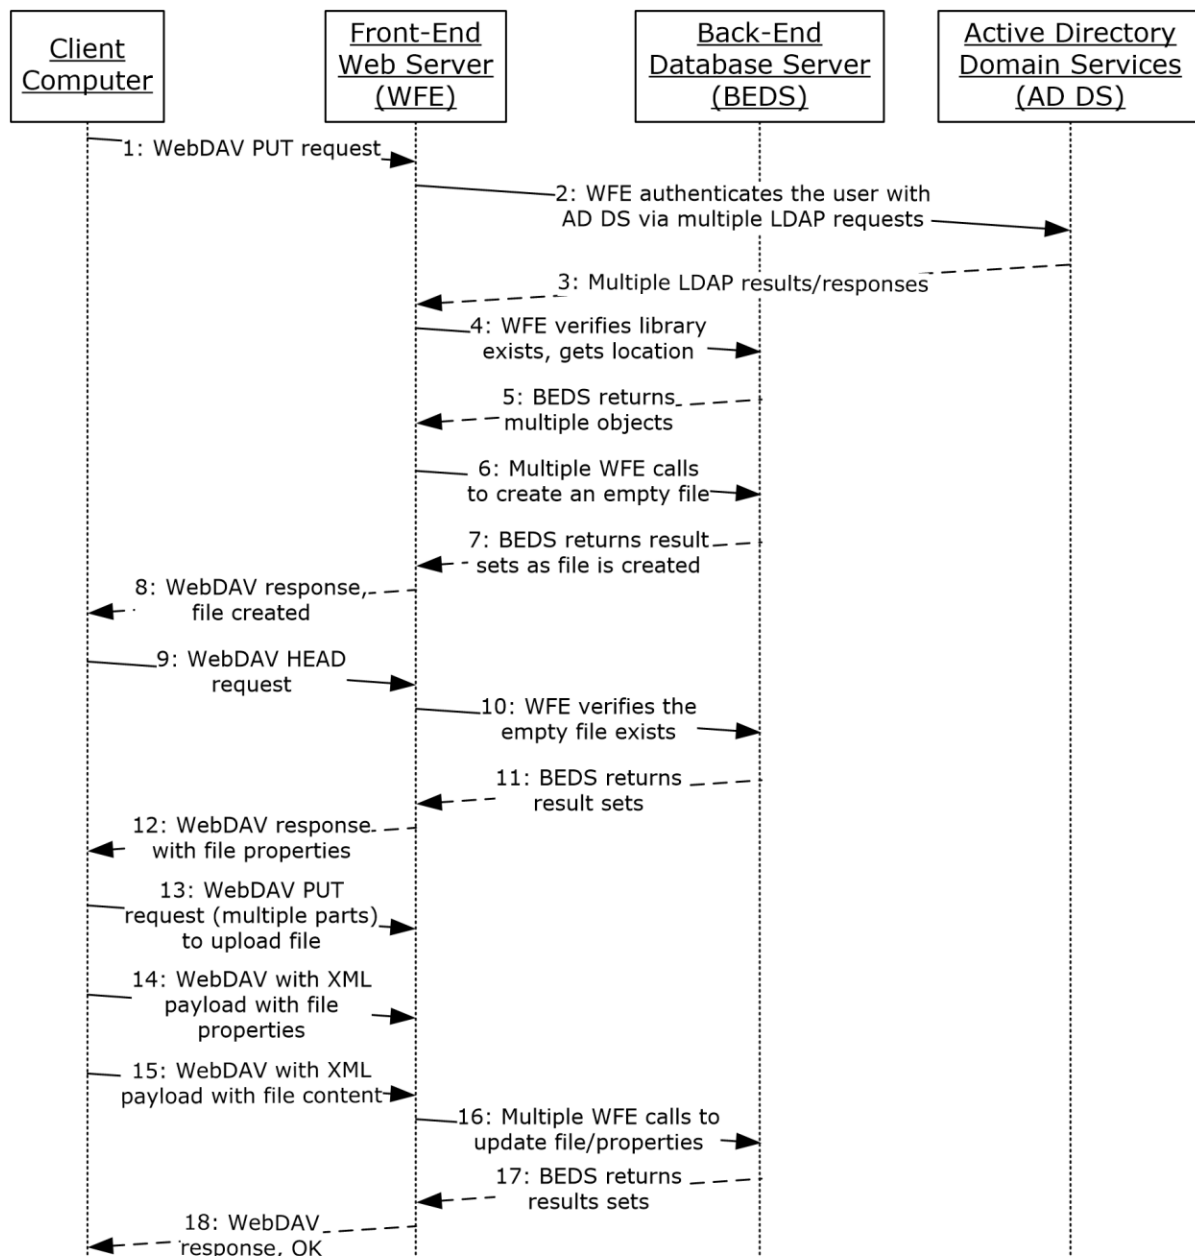 Client
Computer
Front-End
Web Server
(WFE)
Back-End
Database Server
(BEDS)
Active Directory
Domain Services
(AD DS)
1: WebDAV PUT request
2: WFE authenticates the user with
AD DS via multiple LDAP requests
3: Multiple LDAP results/responses
4: WFE verifies library
exists, gets location
5: BEDS returns
multiple objects
6: Multiple WFE calls
to create an empty file
7: BEDS returns result
sets as file is created
8: WebDAV response,
file created
9: WebDAV HEAD
request
10: WFE verifies the
empty file exists
11: BEDS returns
result sets
12: WebDAV response
with file properties
13: WebDAV PUT
request (multiple parts)
to upload file
14: WebDAV with XML
payload with file
properties
15: WebDAV with XML
payload with file content
16: Multiple WFE calls to
update file/properties
17: BEDS returns
results sets
18: WebDAV
response, OK